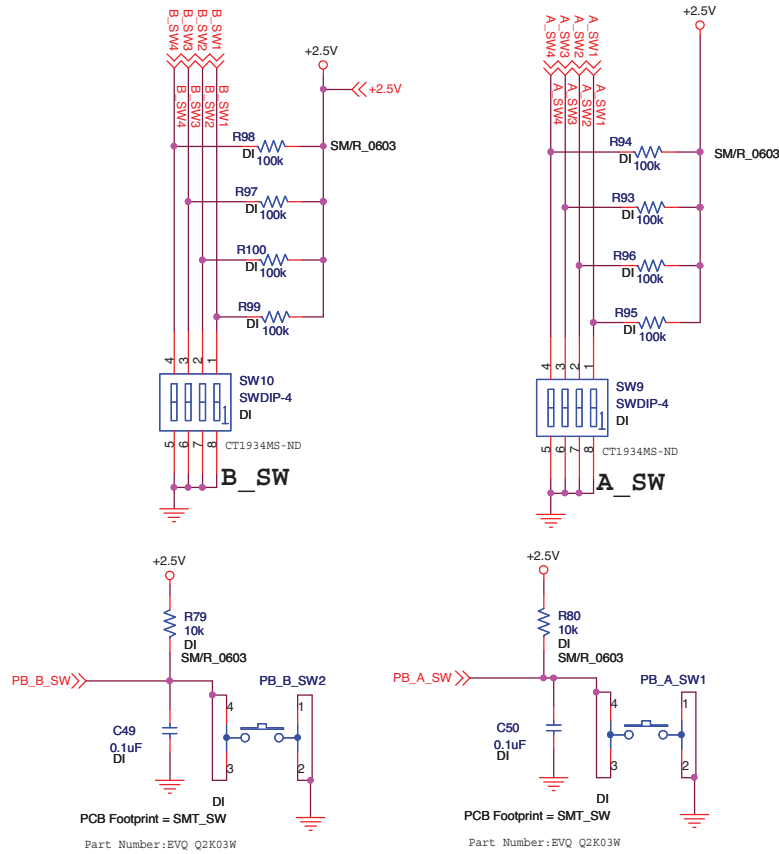 B_SW1
B_SW2
B_SW3
B_SW4
B_SW1
B_SW2
B_SW3
B_SW4
+2.5V
+2.5V
R98
DI
100k
SM/R_0603
R97
DI
100k
R100
DI
100k
R99
DI
100k
4
3
2
1
SW10
SWDIP-4
DI
1
5
6
7
8
CT1934MS-ND
B_SW
A_SW1
A_SW2
A_SW3
A_SW4
A_SW1
A_SW2
A_SW3
A_SW4
+2.5V
R94
DI
100k
SM/R_0603
R93
DI
100k
R96
DI
100k
R95
DI
100k
4
3
2
1
SW9
SWDIP-4
DI
1
5
6
7
8
CT1934MS-ND
A_SW
+2.5V
R79
10k
DI
SM/R_0603
PB_B_SW
PB_B_SW2
4
1
C49
0.1uF
DI
3
2
DI
PCB Footprint = SMT_SW
Part Number:EVQ Q2K03W
+2.5V
R80
10k
DI
SM/R_0603
PB_A_SW
PB_A_SW1
4
1
C50
0.1uF
DI
3
2
DI
PCB Footprint = SMT_SW
Part Number:EVQ Q2K03W